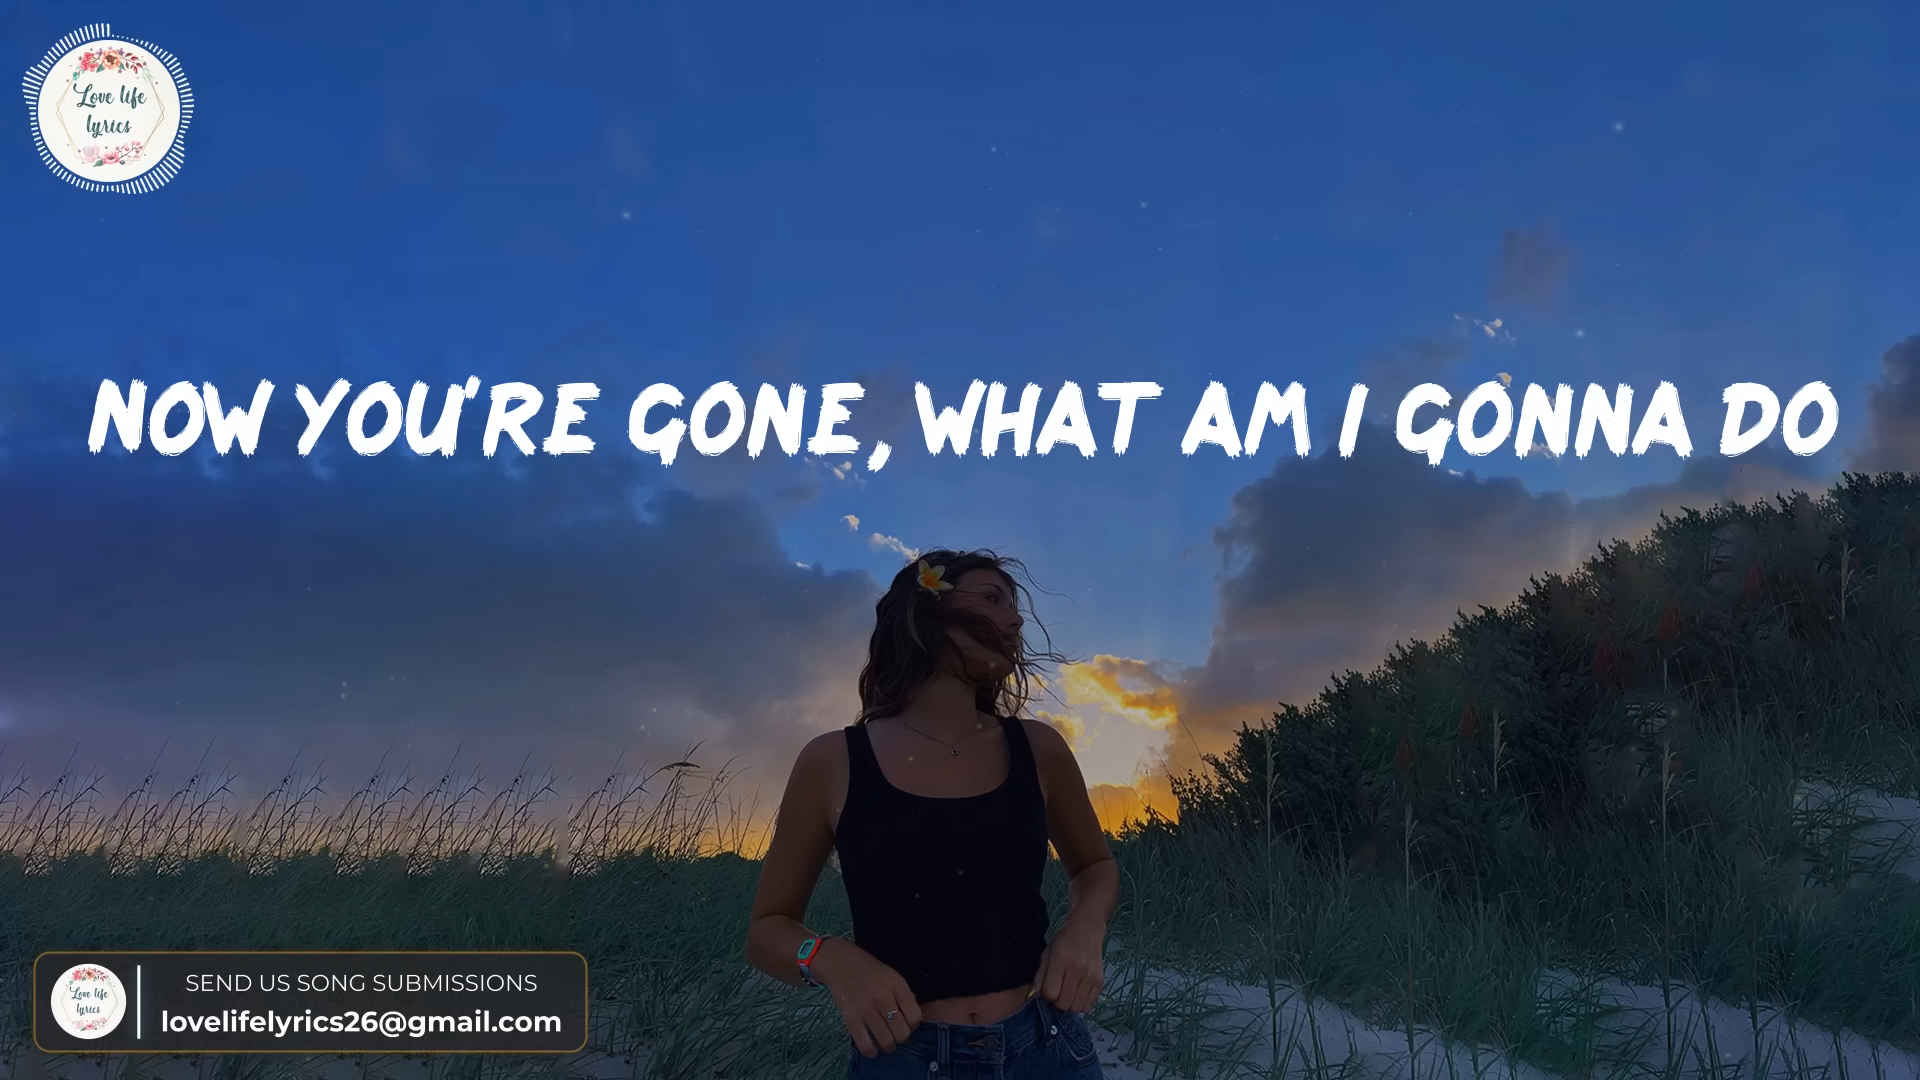 Love life
lyrics
NOW YOU'RE GONE, WHAT AM I GONNA DO
Love life
lyrics
SEND US SONG SUBMISSIONS
lovelifelyrics26@gmail.com